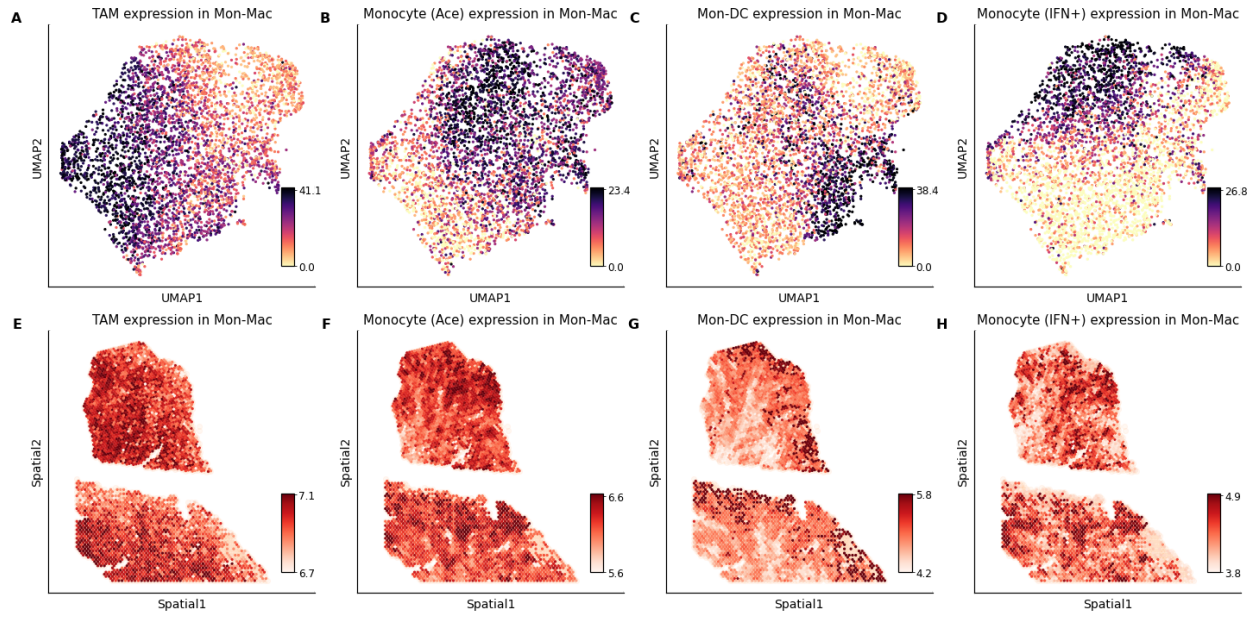 A TAM expression in Mon-Mac
B Monocyte (Ace) expression in Mon-Mac
C Mon-DC expression in Mon-Mac
D Monocyte (IFN+) expression in Mon-Mac
UMAP2
41.1
0.0
UMAP1
UMAP2
23.4
0.0
UMAP1
UMAP2
38.4
0.0
UMAP1
UMAP2
26.8
0.0
UMAP1
E TAM expression in Mon-Mac
F Monocyte (Ace) expression in Mon-Mac
G Mon-DC expression in Mon-Mac
H Monocyte (IFN+) expression in Mon-Mac
Spatial2
7.1
6.7
Spatial1
Spatial2
6.6
5.6
Spatial1
Spatial2
5.8
4.2
Spatial1
Spatial2
4.9
3.8
Spatial1